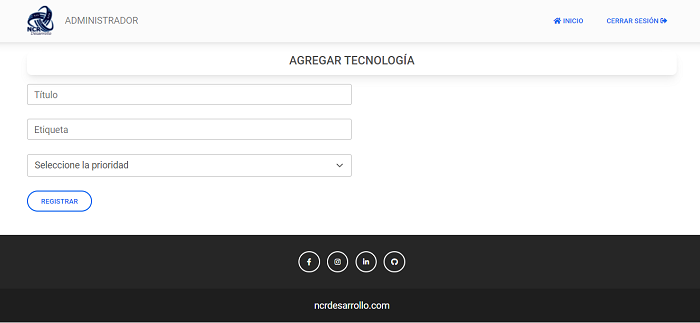 NCR
Desarrollo
ADMINISTRADOR
INICIO
CERRAR SESIÓN
AGREGAR TECNOLOGÍA
Título
Etiqueta
Seleccione la prioridad
REGISTRAR
ncrdesarrollo.com